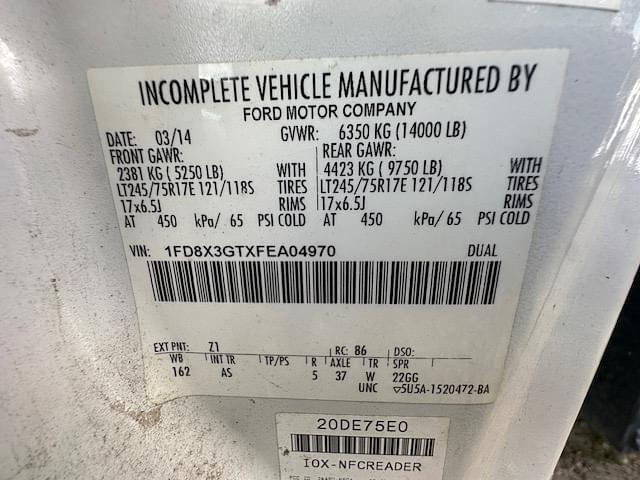 INCOMPLETE VEHICLE MANUFACTURED BY
FORD MOTOR COMPANY
DATE: 03/14 GVWR: 6350 KG (14000 LB)
FRONT GAWR: REAR GAWR:
2381 KG ( 5250 LB) WITH 4423 KG ( 9750 LB) WITH
LT245/75R17E 121/118S TIRES LT245/75R17E 121/118S TIRES
17x6.5J RIMS 17x6.5J RIMS
AT 450 kPa/ 65 PSI COLD AT 450 kPa/ 65 PSI COLD
VIN: 1FD8X3GTXFEA04970 DUAL
EXT PNT: Z1 RC: 86 DSO:
WB INT TR TP/PS R AXLE TR SPR
162 AS 5 37 W 22GG
UNC ▽5U5A-1520472-BA
20DE75E0
IOX-NFCREADER